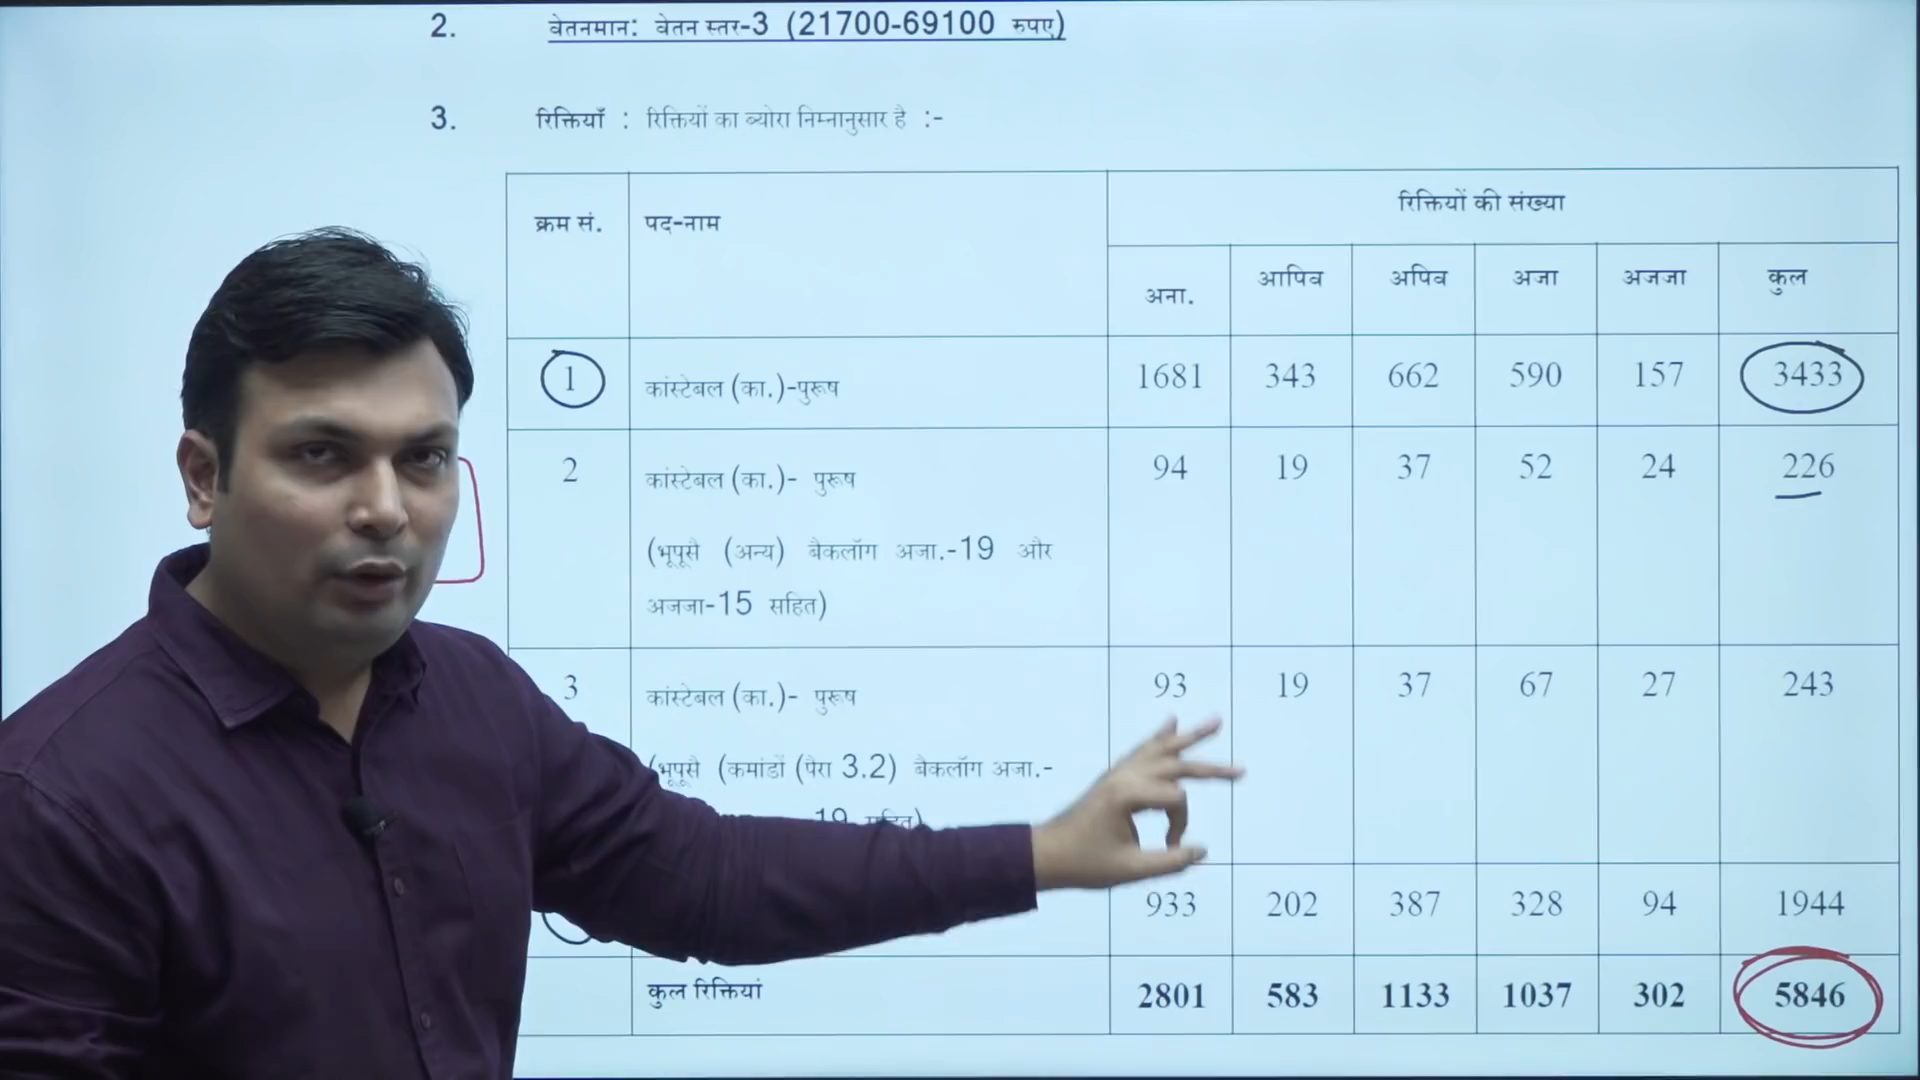 2. वेतनमान: वेतन स्तर-3 (21700-69100 रुपए)
3. रिक्तियाँ : रिक्तियों का ब्योरा निम्नानुसार है :-
क्रम सं. पद-नाम रिक्तियों की संख्या
अना. आपिव अपिव अजा अजजा कुल
1 कांस्टेबल (का.)-पुरूष 1681 343 662 590 157 3433
2 कांस्टेबल (का.)- पुरूष 94 19 37 52 24 226
(भूपूसै (अन्य) बैकलॉग अजा.-19 और
अजजा-15 सहित)
3 कांस्टेबल (का.)- पुरूष 93 19 37 67 27 243
(भूपूसै (कमांडों (पैरा 3.2) बैकलॉग अजा.-
19 सहित)
933 202 387 328 94 1944
कुल रिक्तियां 2801 583 1133 1037 302 5846